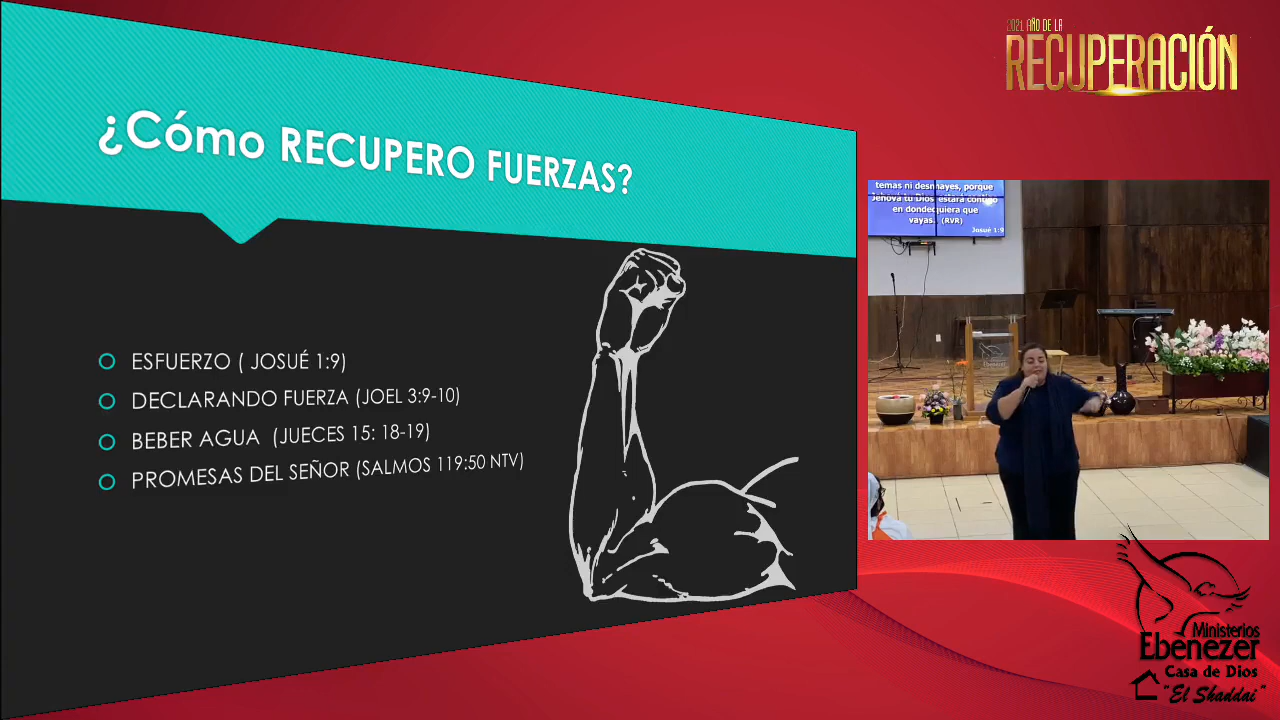 2021 AÑO DE LA
RECUPERACIÓN
¿Cómo RECUPERO FUERZAS?
ESFUERZO ( JOSUÉ 1:9)
DECLARANDO FUERZA (JOEL 3:9-10)
BEBER AGUA (JUECES 15: 18-19)
PROMESAS DEL SEÑOR (SALMOS 119:50 NTV)
temas ni desmayes, porque
Jehová tu Dios estará contigo
en dondequiera que
vayas. (RVR)
Josué 1:9
Ebenezer
Ministerios
Ebenezer
Casa de Dios
"El Shaddai"